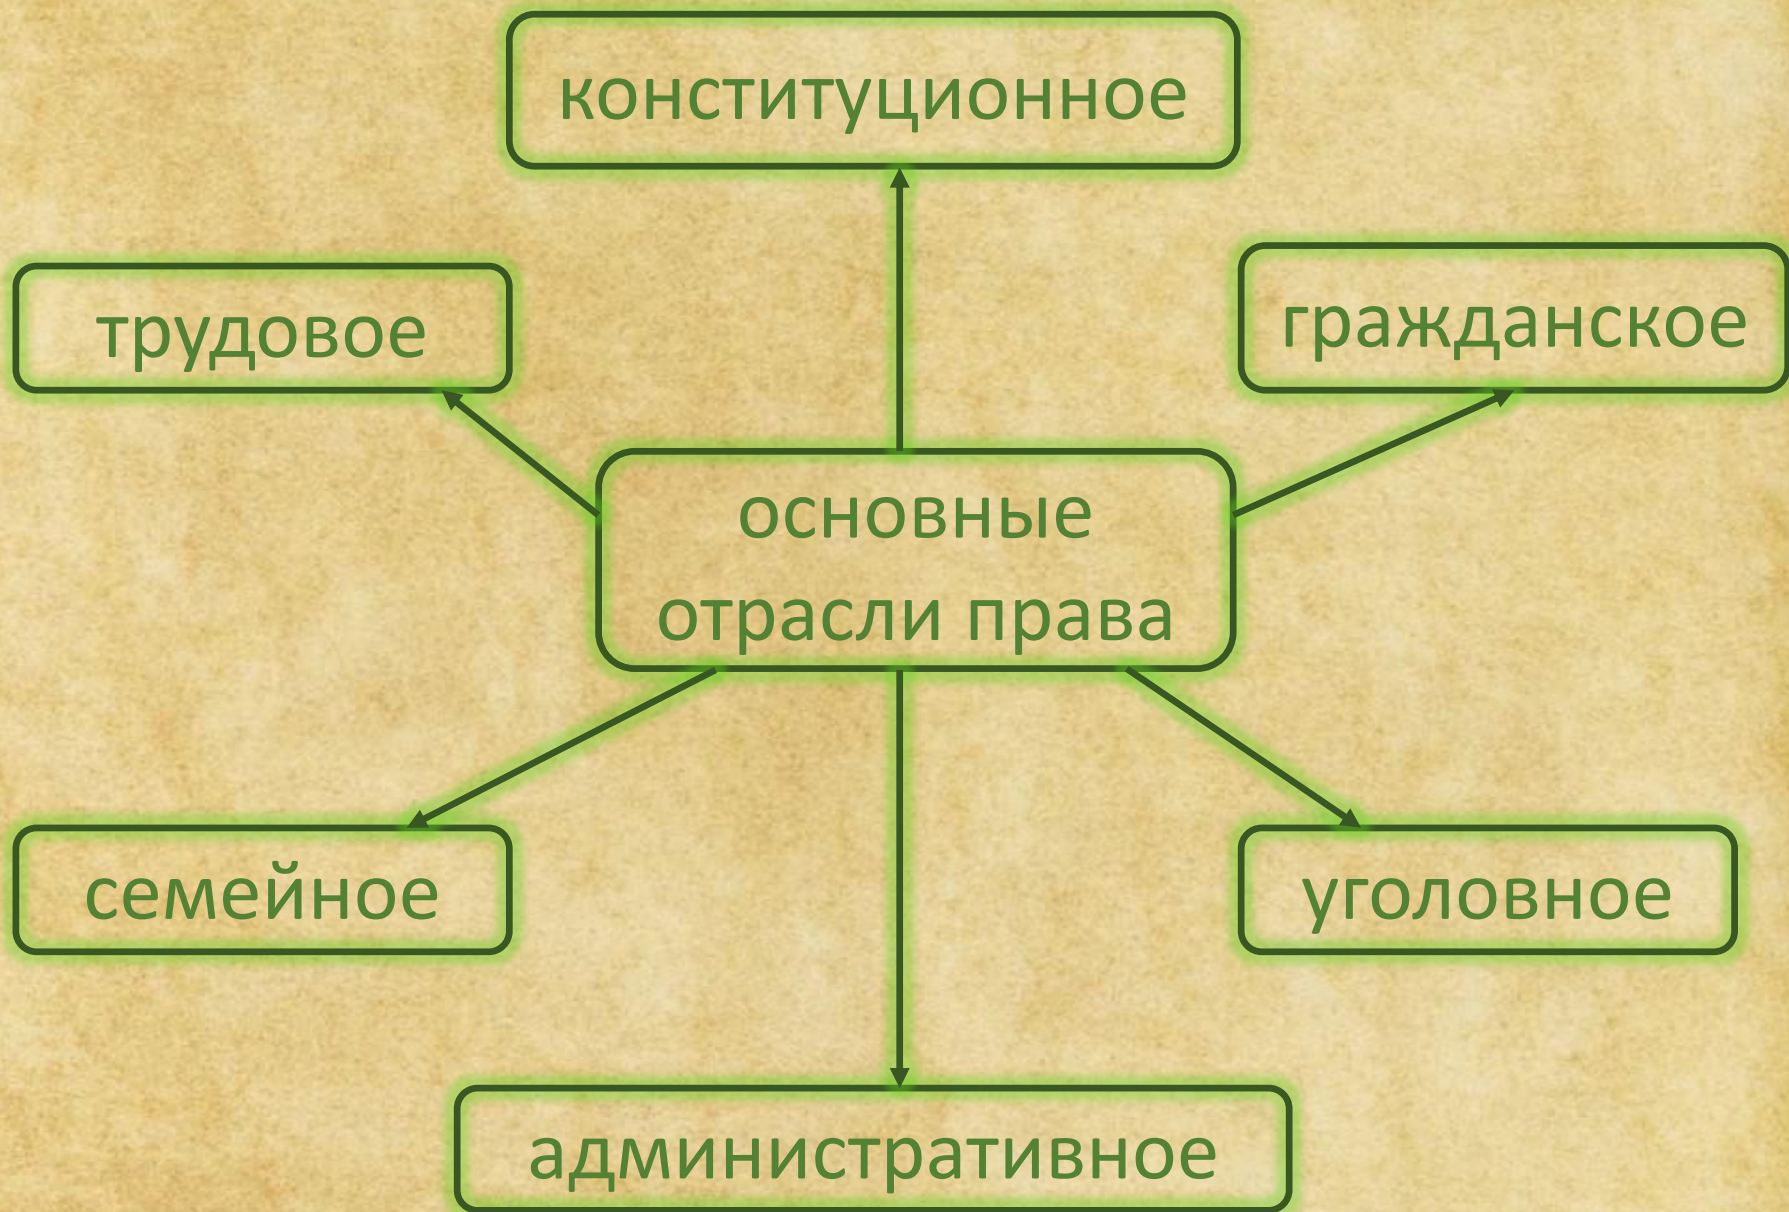 конституционное
трудовое
гражданское
основные
отрасли права
семейное
уголовное
административное